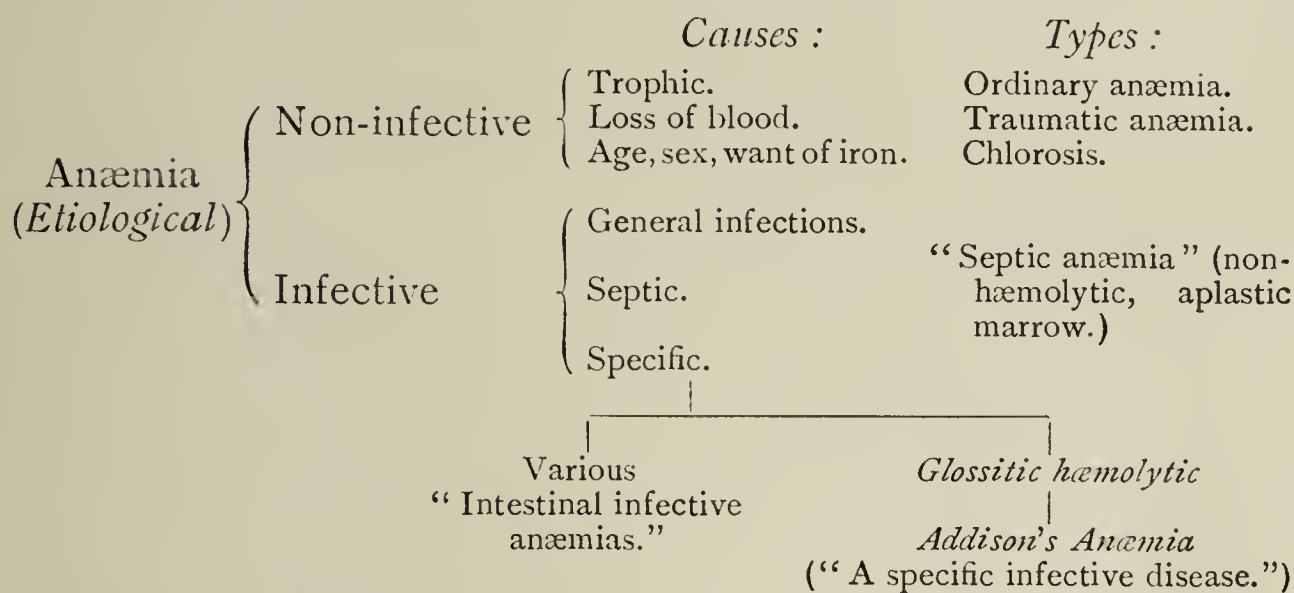 Causes : Types :
Trophic. Ordinary anæmia.
Non-infective Loss of blood. Traumatic anæmia.
Age, sex, want of iron. Chlorosis.
Anæmia
(Etiological)
General infections.
“ Septic anæmia ” (non-
Infective Septic. hæmolytic, aplastic
marrow.)
Specific.
Various Glossitic hæmolytic
“ Intestinal infective
anæmias.” Addison's Anæmia
(“ A specific infective disease.”)